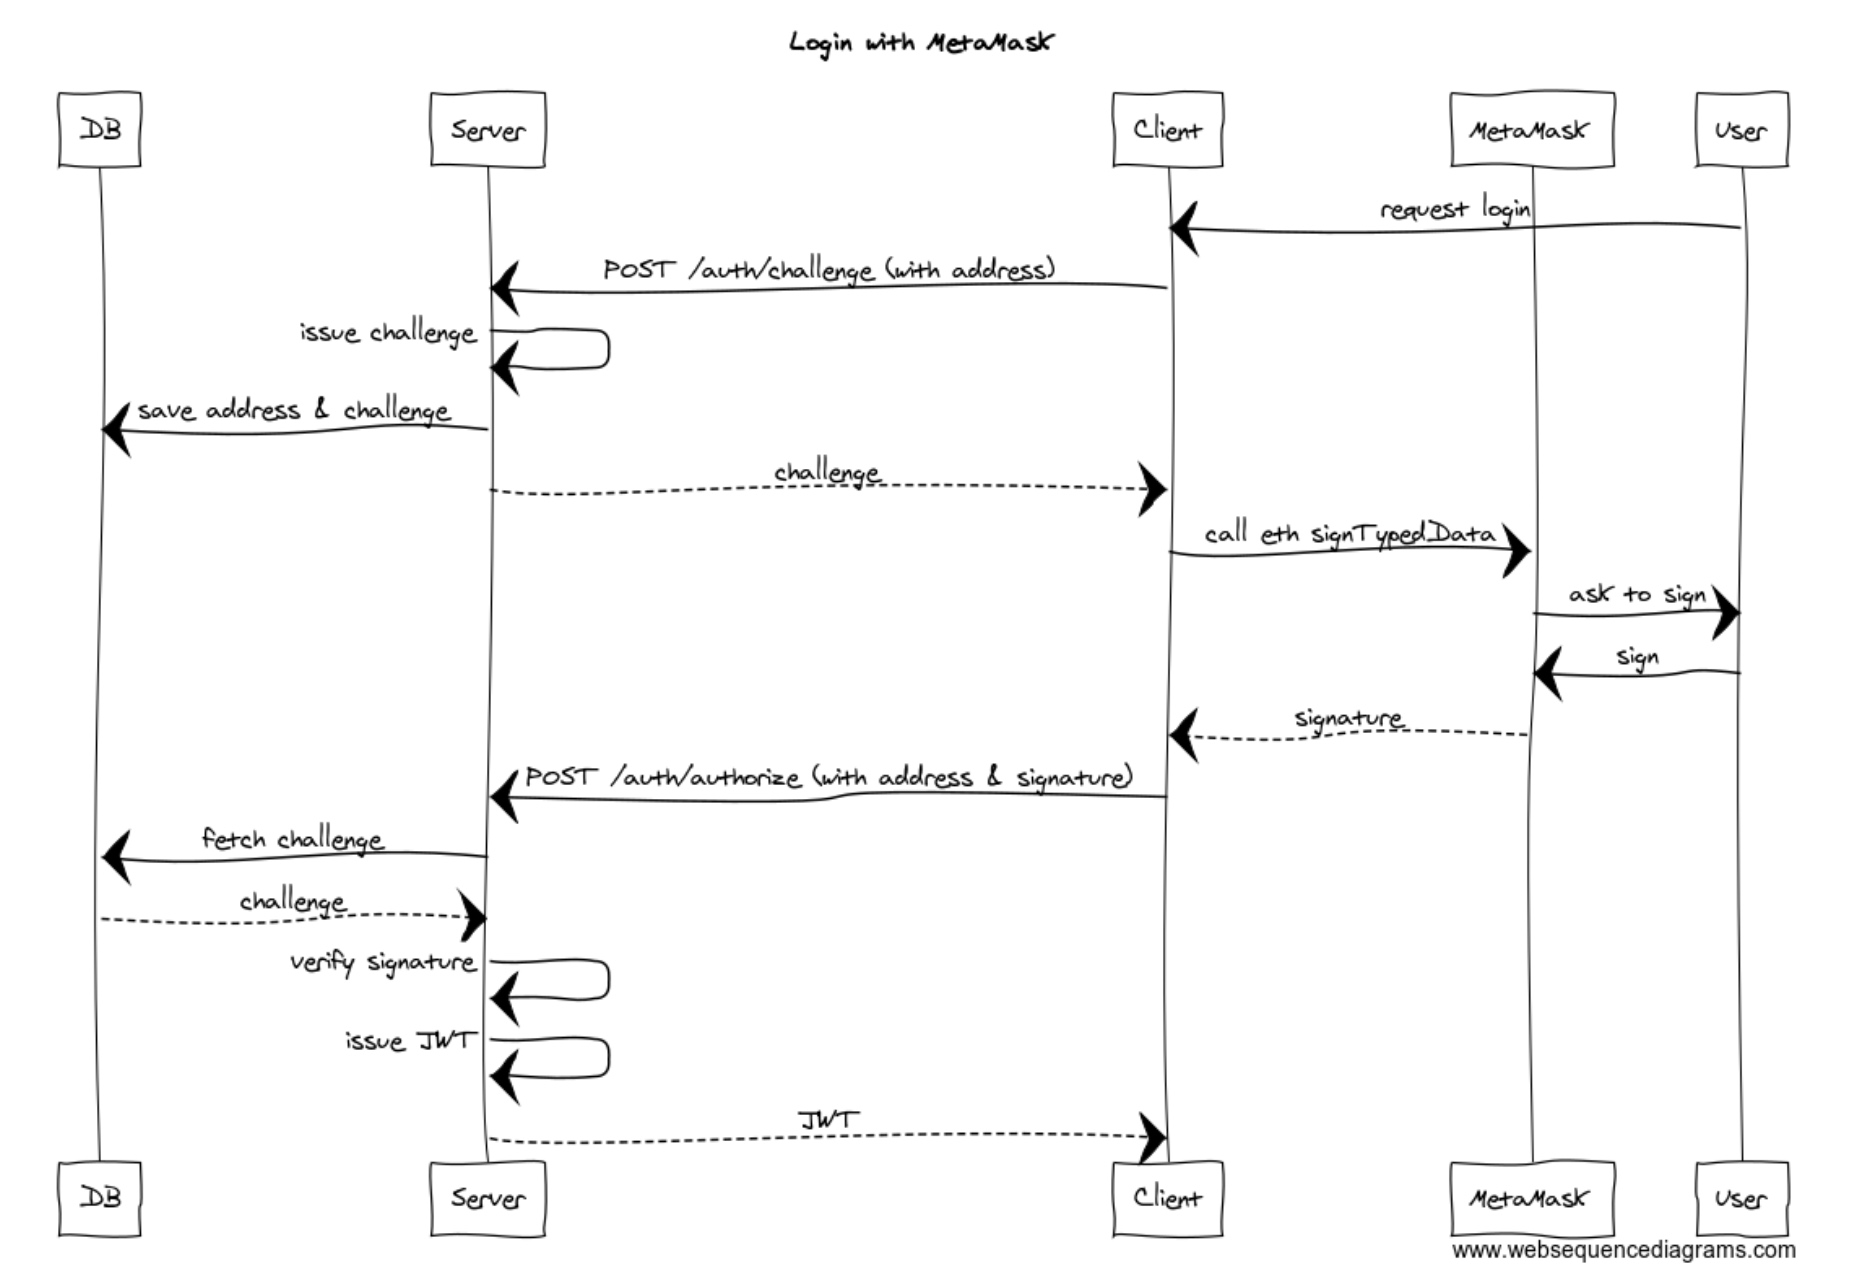 Login with MetaMask
DB
Server
Client
MetaMask
User
request login
POST /auth/challenge (with address)
issue challenge
save address & challenge
challenge
call eth signTypedData
ask to sign
sign
signature
POST /auth/authorize (with address & signature)
fetch challenge
challenge
verify signature
issue JWT
JWT
DB
Server
Client
MetaMask
User
www.websequencediagrams.com